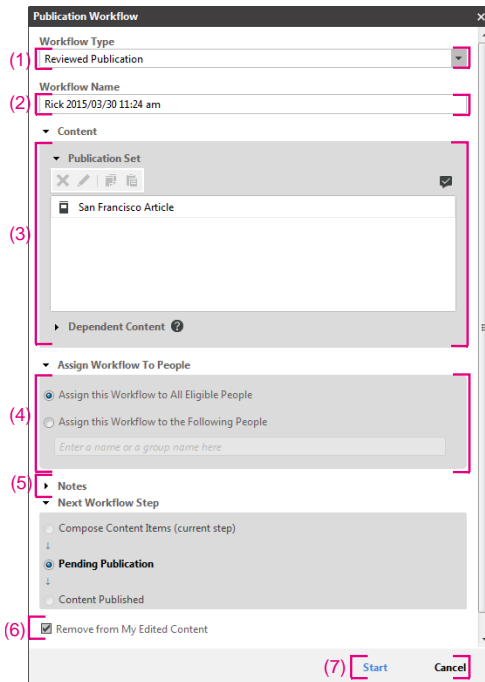 Publication Workflow
Workflow Type
(1) Reviewed Publication
Workflow Name
(2) Rick 2015/03/30 11:24 am
Content
Publication Set
San Francisco Article
(3)
Dependent Content ?
Assign Workflow To People
Assign this Workflow to All Eligible People
(4)
Assign this Workflow to the Following People
Enter a name or a group name here
(5) Notes
Next Workflow Step
Compose Content Items (current step)
Pending Publication
Content Published
(6) Remove from My Edited Content
(7) Start Cancel